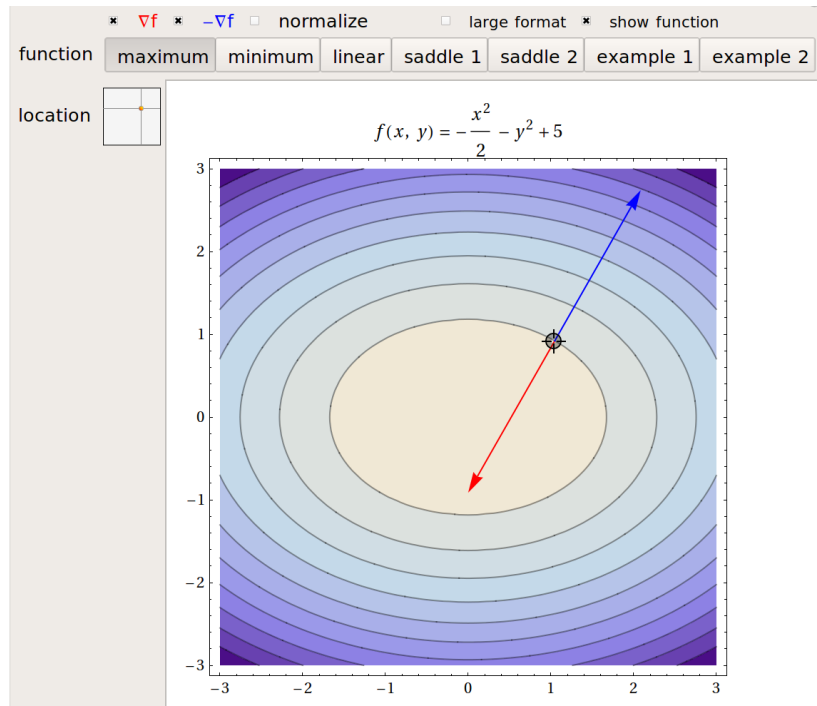 ∇f −∇f normalize large format show function
function maximum minimum linear saddle 1 saddle 2 example 1 example 2
location
f(x, y) = −x²/2 − y² + 5
3
2
1
0
−1
−2
−3
−3 −2 −1 0 1 2 3